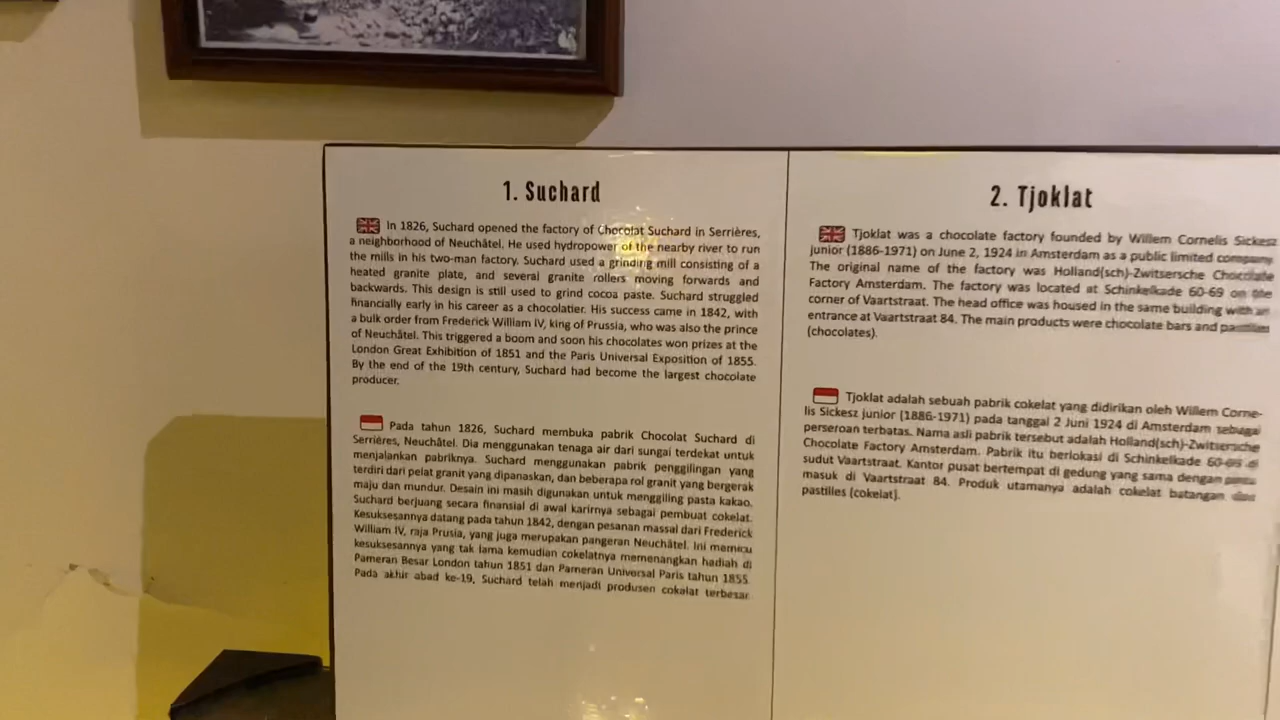 1. Suchard
In 1826, Suchard opened the factory of Chocolat Suchard in Serrières,
a neighborhood of Neuchâtel. He used hydropower of the nearby river to run
the mills in his two-man factory. Suchard used a grinding mill consisting of a
heated granite plate, and several granite rollers moving forwards and
backwards. This design is still used to grind cocoa paste. Suchard struggled
financially early in his career as a chocolatier. His success came in 1842, with
a bulk order from Frederick William IV, king of Prussia, who was also the prince
of Neuchâtel. This triggered a boom and soon his chocolates won prizes at the
London Great Exhibition of 1851 and the Paris Universal Exposition of 1855.
By the end of the 19th century, Suchard had become the largest chocolate
producer.
Pada tahun 1826, Suchard membuka pabrik Chocolat Suchard di
Serrières, Neuchâtel. Dia menggunakan tenaga air dari sungai terdekat untuk
menjalankan pabriknya. Suchard menggunakan pabrik penggilingan yang
terdiri dari pelat granit yang dipanaskan, dan beberapa rol granit yang bergerak
maju dan mundur. Desain ini masih digunakan untuk menggiling pasta kakao.
Suchard berjuang secara finansial di awal karirnya sebagai pembuat cokelat.
Kesuksesannya datang pada tahun 1842, dengan pesanan massal dari Frederick
William IV, raja Prusia, yang juga merupakan pangeran Neuchâtel. Ini memicu
kesuksesannya yang tak lama kemudian cokelatnya memenangkan hadiah di
Pameran Besar London tahun 1851 dan Pameran Universal Paris tahun 1855.
Pada akhir abad ke-19, Suchard telah menjadi produsen cokalat terbesar.
2. Tjoklat
Tjoklat was a chocolate factory founded by Willem Cornelis Sickesz
junior (1886-1971) on June 2, 1924 in Amsterdam as a public limited company.
The original name of the factory was Holland(sch)-Zwitsersche Chocolate
Factory Amsterdam. The factory was located at Schinkelkade 60-69 on the
corner of Vaartstraat. The head office was housed in the same building with an
entrance at Vaartstraat 84. The main products were chocolate bars and pastilles
(chocolates).
Tjoklat adalah sebuah pabrik cokelat yang didirikan oleh Willem Corne-
lis Sickesz junior (1886-1971) pada tanggal 2 Juni 1924 di Amsterdam sebagai
perseroan terbatas. Nama asli pabrik tersebut adalah Holland(sch)-Zwitsersche
Chocolate Factory Amsterdam. Pabrik itu berlokasi di Schinkelkade 60-69 di
sudut Vaartstraat. Kantor pusat bertempat di gedung yang sama dengan pintu
masuk di Vaartstraat 84. Produk utamanya adalah cokelat batangan dan
pastilles (cokelat).